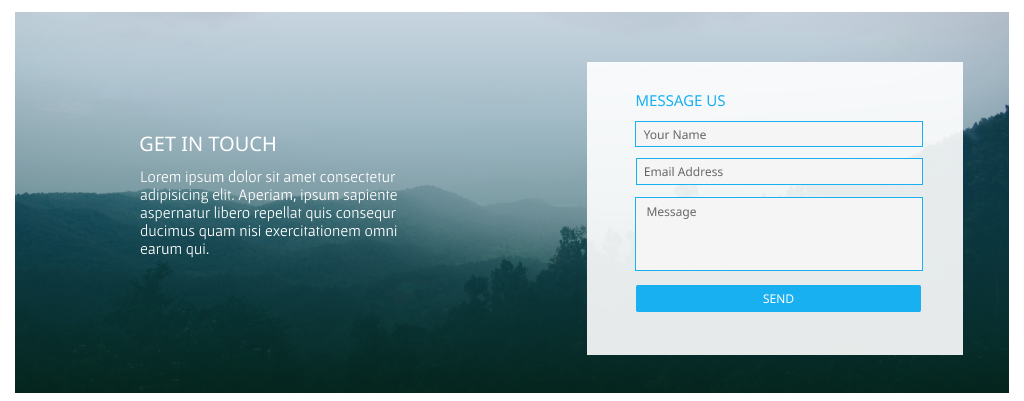 GET IN TOUCH
Lorem ipsum dolor sit amet consectetur
adipisicing elit. Aperiam, ipsum sapiente
aspernatur libero repellat quis consequr
ducimus quam nisi exercitationem omni
earum qui.
MESSAGE US
Your Name
Email Address
Message
SEND